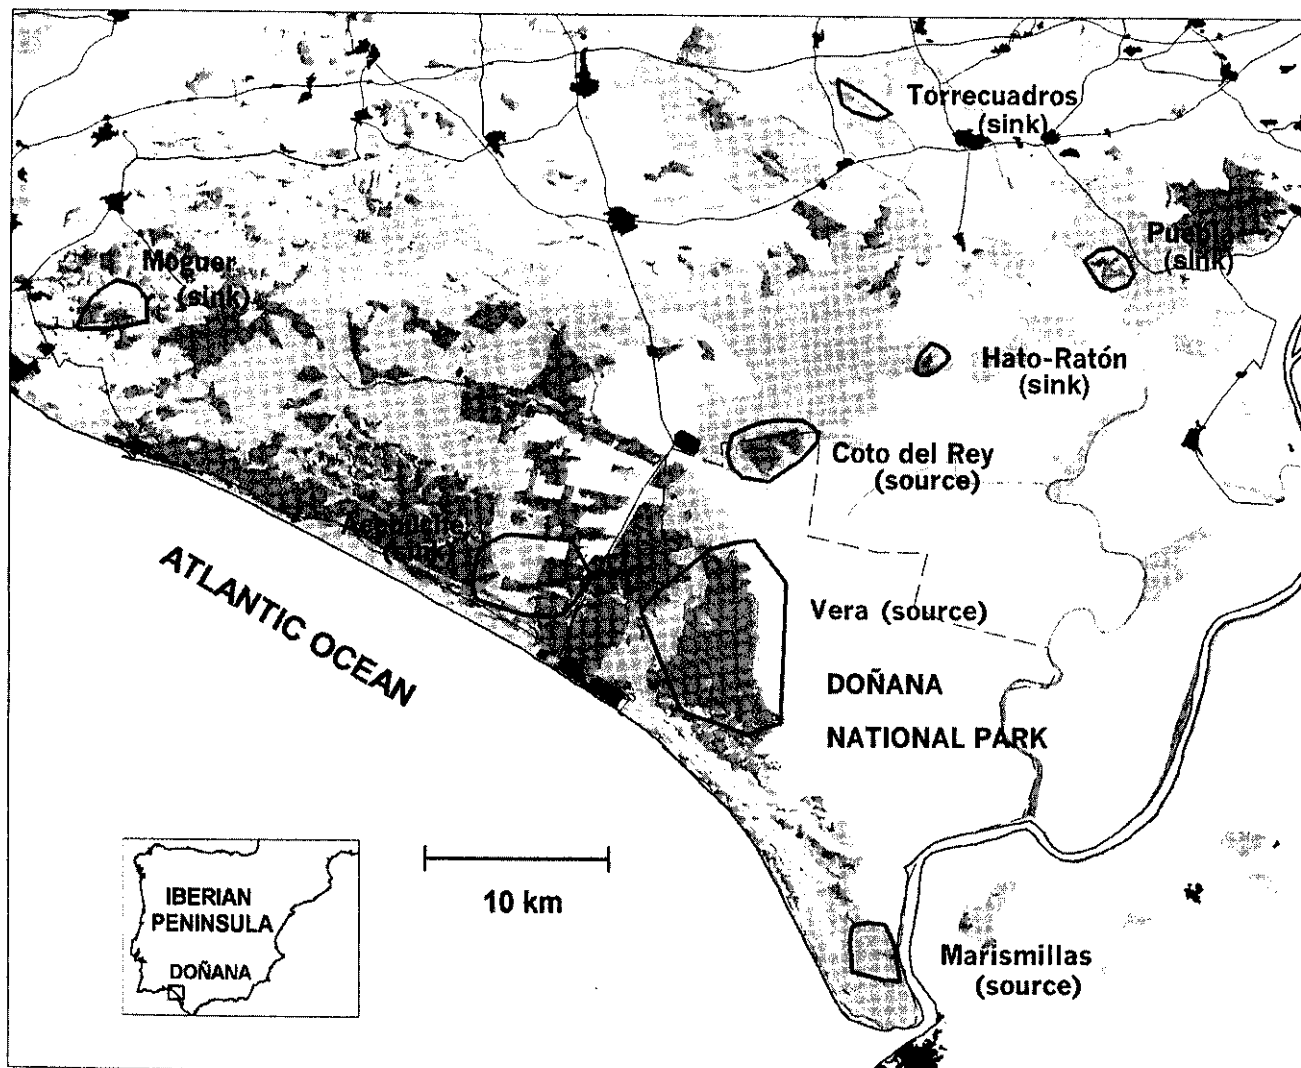 Torrecuadros
(sink)
Puebla
(sink)
Moguer
(sink)
Hato-Ratón
(sink)
Coto del Rey
(source)
(sink)
ATLANTIC OCEAN
Vera (source)
DOÑANA
NATIONAL PARK
10 km
IBERIAN
PENINSULA
DOÑANA
Marismillas
(source)